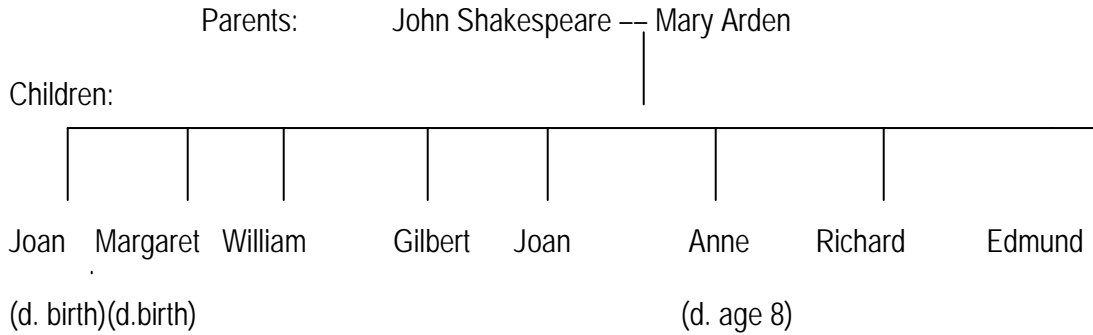 Parents: John Shakespeare –– Mary Arden
Children:
Joan Margaret William Gilbert Joan Anne Richard Edmund
(d. birth)(d.birth) (d. age 8)